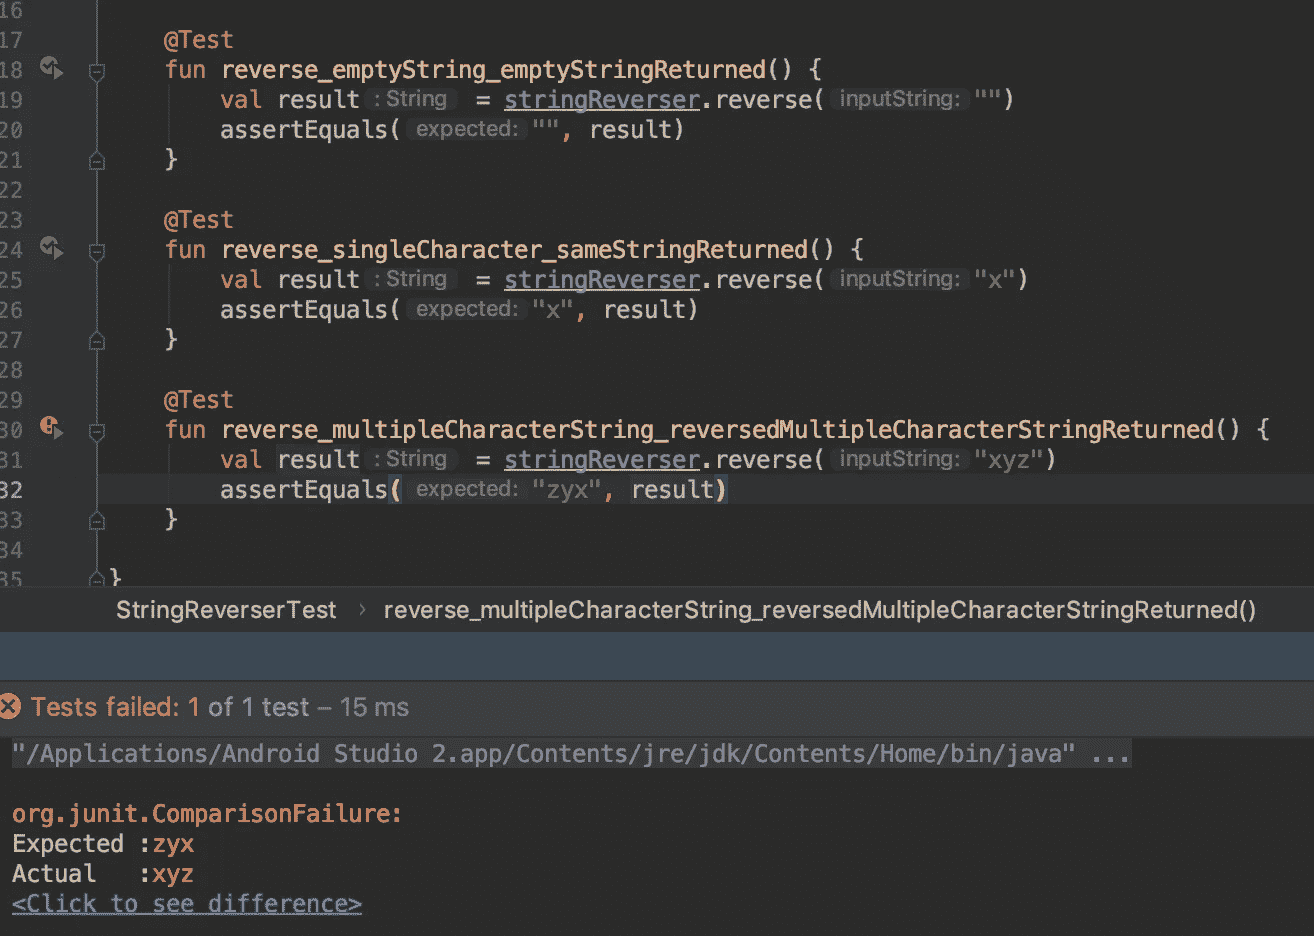 16
17 @Test
18 fun reverse_emptyString_emptyStringReturned() {
19 val result : String = stringReverser.reverse( inputString: "")
20 assertEquals( expected: "", result)
21 }
22
23 @Test
24 fun reverse_singleCharacter_sameStringReturned() {
25 val result : String = stringReverser.reverse( inputString: "x")
26 assertEquals( expected: "x", result)
27 }
28
29 @Test
30 fun reverse_multipleCharacterString_reversedMultipleCharacterStringReturned() {
31 val result : String = stringReverser.reverse( inputString: "xyz")
32 assertEquals( expected: "zyx", result)
33 }
34
35 }
StringReverserTest › reverse_multipleCharacterString_reversedMultipleCharacterStringReturned()
Tests failed: 1 of 1 test – 15 ms
"/Applications/Android Studio 2.app/Contents/jre/jdk/Contents/Home/bin/java" ...
org.junit.ComparisonFailure:
Expected :zyx
Actual :xyz
<Click to see difference>